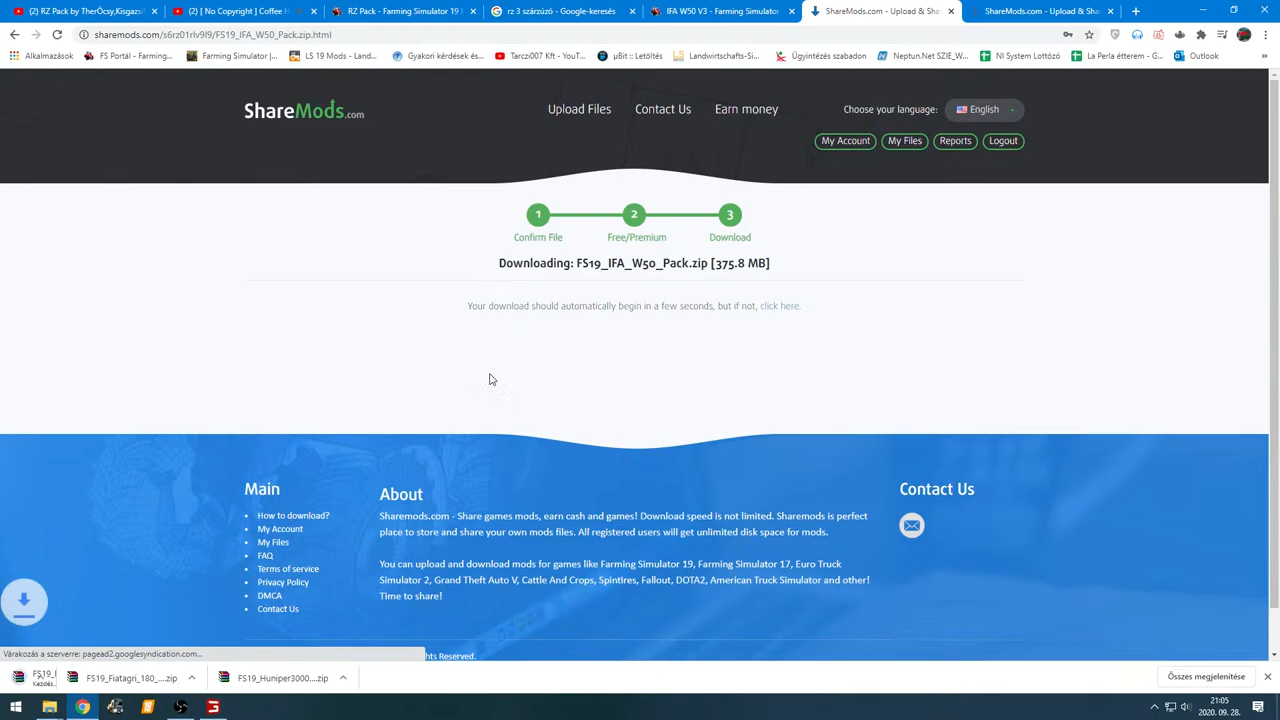 (2) RZ Pack by TherÖcsy,Kisgazs
(2) [ No Copyright ] Coffee H
RZ Pack - Farming Simulator 19 l
rz 3 szárzúzó - Google-keresés
IFA W50 V3 - Farming Simulator
ShareMods.com - Upload & Sha
ShareMods.com - Upload & Sha
sharemods.com/s6rz01rlv9l9/FS19_IFA_W50_Pack.zip.html
Alkalmazások
FS Portál - Farming...
Farming Simulator |...
LS 19 Mods - Land...
Gyakori kérdések és...
Tarczi007 Kft - YouT...
µBit :: Letöltés
Landwirtschafts-Si...
Ügyintézés szabadon
Neptun.Net SZIE_W...
NI System Lottózó
La Perla étterem - G...
Outlook
ShareMods.com
Upload Files
Contact Us
Earn money
Choose your language:
English
My Account
My Files
Reports
Logout
1
2
3
Confirm File
Free/Premium
Download
Downloading: FS19_IFA_W50_Pack.zip [375.8 MB]
Your download should automatically begin in a few seconds, but if not, click here.
Main
How to download?
My Account
My Files
FAQ
Terms of service
Privacy Policy
DMCA
Contact Us
About
Sharemods.com - Share games mods, earn cash and games! Download speed is not limited. Sharemods is perfect
place to store and share your own mods files. All registered users will get unlimited disk space for mods.
You can upload and download mods for games like Farming Simulator 19, Farming Simulator 17, Euro Truck
Simulator 2, Grand Theft Auto V, Cattle And Crops, Spintires, Fallout, DOTA2, American Truck Simulator and other!
Time to share!
Contact Us
Várakozás a szerverre: pagead2.googlesyndication.com...
hts Reserved.
FS19_I
Kezdés...
FS19_Fiatagri_180_....zip
FS19_Huniper3000....zip
Összes megjelenítése
21:05
2020. 09. 28.